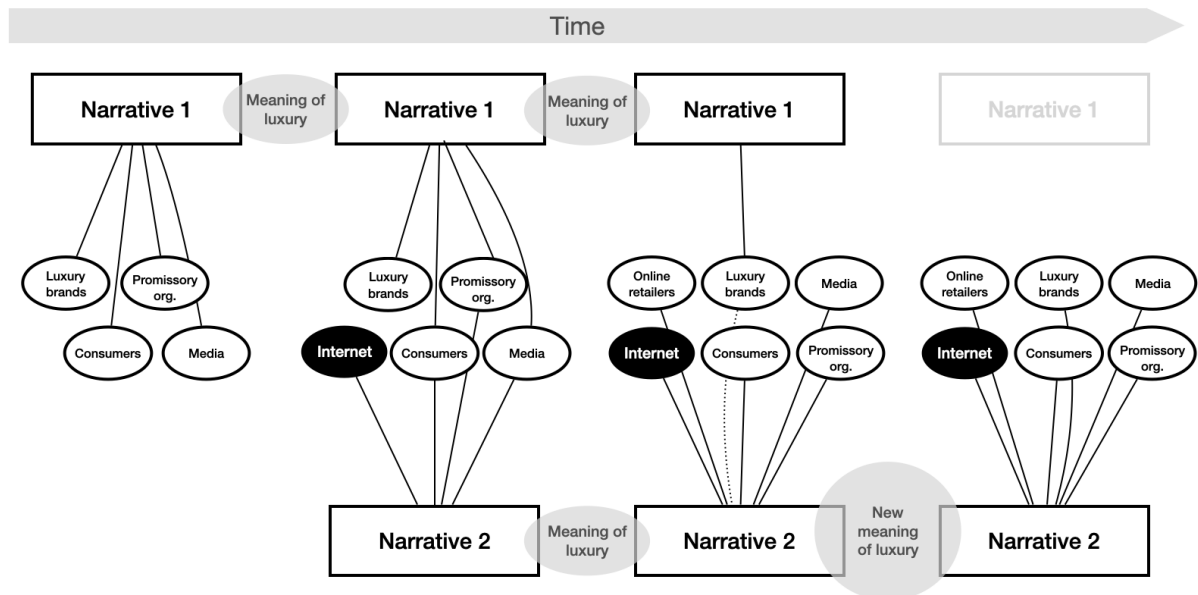 Time
Narrative 1
Meaning of
luxury
Narrative 1
Meaning of
luxury
Narrative 1
Narrative 1
Luxury
brands
Promissory
org.
Consumers
Media
Luxury
brands
Promissory
org.
Internet
Consumers
Media
Online
retailers
Luxury
brands
Media
Internet
Consumers
Promissory
org.
Online
retailers
Luxury
brands
Media
Internet
Consumers
Promissory
org.
Narrative 2
Meaning of
luxury
Narrative 2
New
meaning
of luxury
Narrative 2